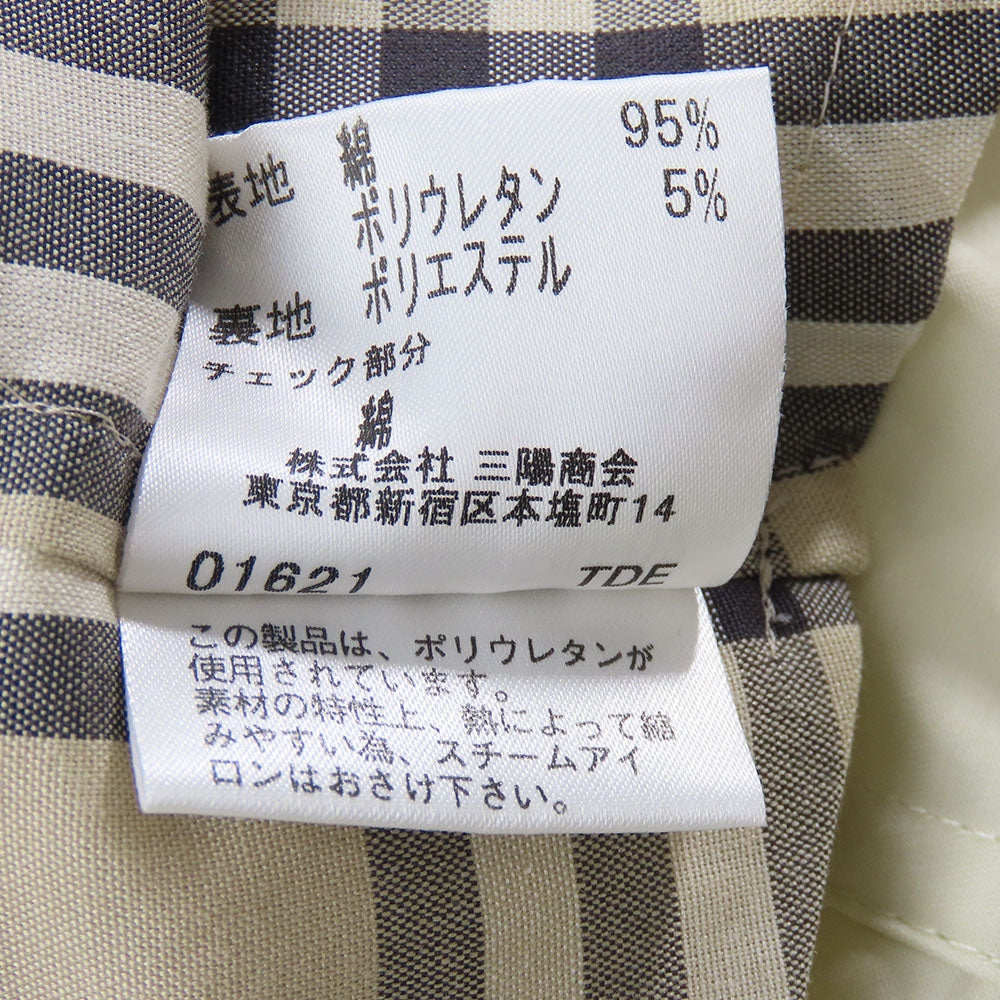 表地 綿 95%
ポリウレタン 5%
裏地 ポリエステル
チェック部分
綿
株式会社 三陽商会
東京都新宿区本塩町14
01621 TDE
この製品は、ポリウレタンが
使用されています。
素材の特性上、熱によって縮
みやすい為、スチームアイ
ロンはおさけ下さい。